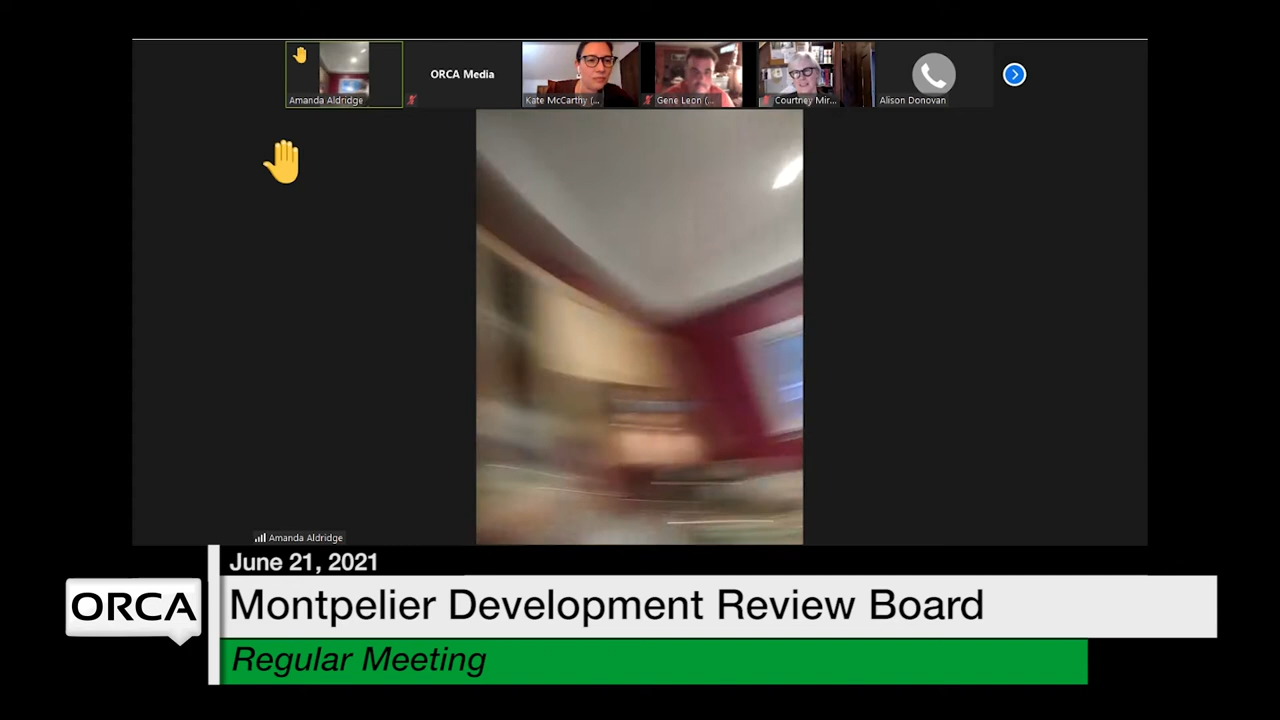 Amanda Aldridge
ORCA Media
Kate McCarthy (...
Gene Leon (...
Courtney Mir...
Alison Donovan
Amanda Aldridge
June 21, 2021
ORCA
Montpelier Development Review Board
Regular Meeting